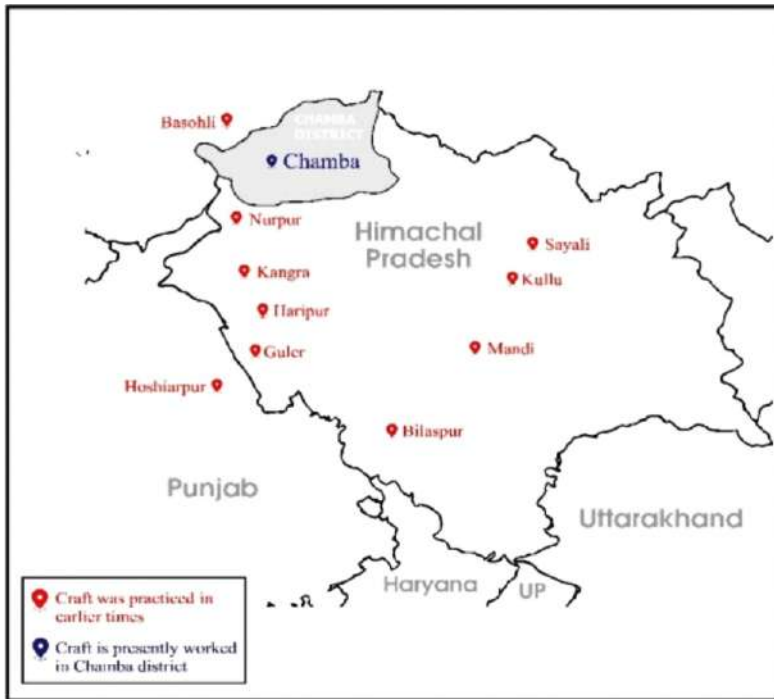 CHAMBA
DISTRICT
Basohli
Chamba
Nurpur
Himachal
Pradesh
Sayali
Kangra
Kullu
Haripur
Guler
Mandi
Hoshiarpur
Bilaspur
Punjab
Uttarakhand
Haryana
UP
Craft was practiced in
earlier times
Craft is presently worked
in Chamba district